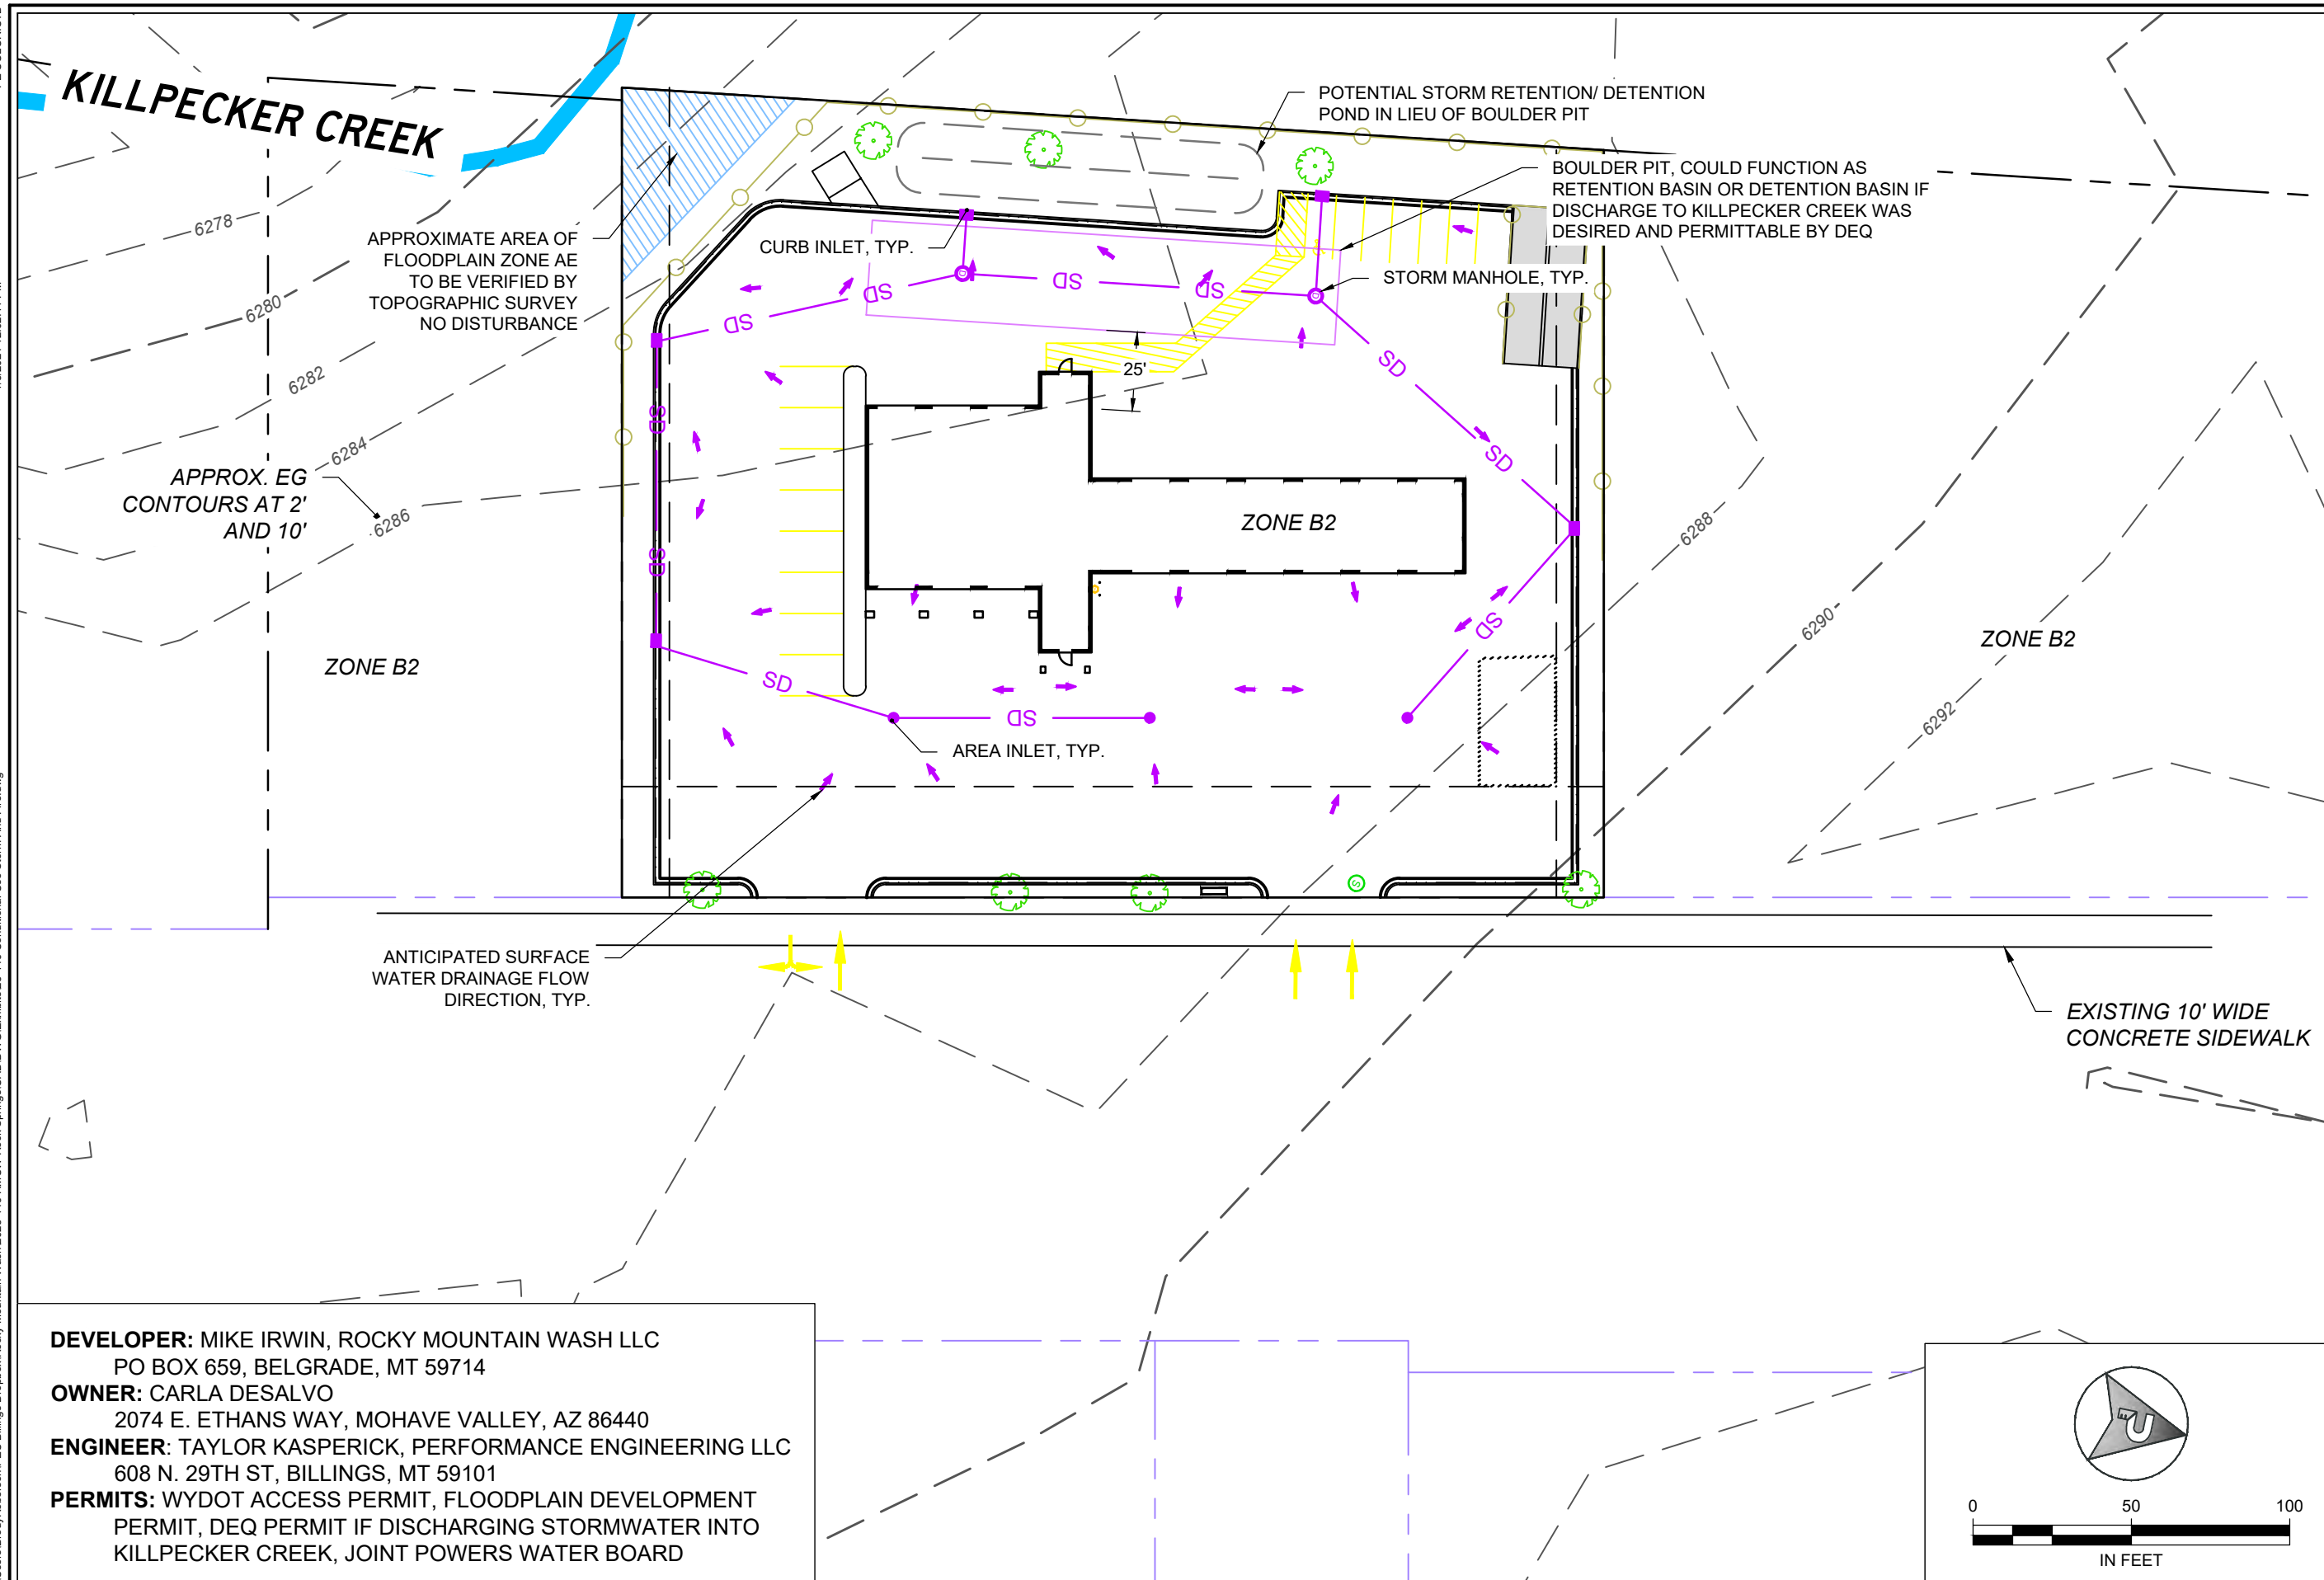 KILLPECKER CREEK
POTENTIAL STORM RETENTION/ DETENTION
POND IN LIEU OF BOULDER PIT
BOULDER PIT, COULD FUNCTION AS
RETENTION BASIN OR DETENTION BASIN IF
DISCHARGE TO KILLPECKER CREEK WAS
DESIRED AND PERMITTABLE BY DEQ
6278
APPROXIMATE AREA OF
FLOODPLAIN ZONE AE
TO BE VERIFIED BY
TOPOGRAPHIC SURVEY
NO DISTURBANCE
CURB INLET, TYP.
STORM MANHOLE, TYP.
SD
SD
SD
SD
6280
6282
25'
SD
SD
6284
SD
APPROX. EG
CONTOURS AT 2'
AND 10'
6286
ZONE B2
6288
SD
SD
6290
ZONE B2
ZONE B2
SD
SD
6292
AREA INLET, TYP.
S
ANTICIPATED SURFACE
WATER DRAINAGE FLOW
DIRECTION, TYP.
EXISTING 10' WIDE
CONCRETE SIDEWALK
DEVELOPER: MIKE IRWIN, ROCKY MOUNTAIN WASH LLC
PO BOX 659, BELGRADE, MT 59714
OWNER: CARLA DESALVO
2074 E. ETHANS WAY, MOHAVE VALLEY, AZ 86440
ENGINEER: TAYLOR KASPERICK, PERFORMANCE ENGINEERING LLC
608 N. 29TH ST, BILLINGS, MT 59101
PERMITS: WYDOT ACCESS PERMIT, FLOODPLAIN DEVELOPMENT
PERMIT, DEQ PERMIT IF DISCHARGING STORMWATER INTO
KILLPECKER CREEK, JOINT POWERS WATER BOARD
0 50 100
IN FEET